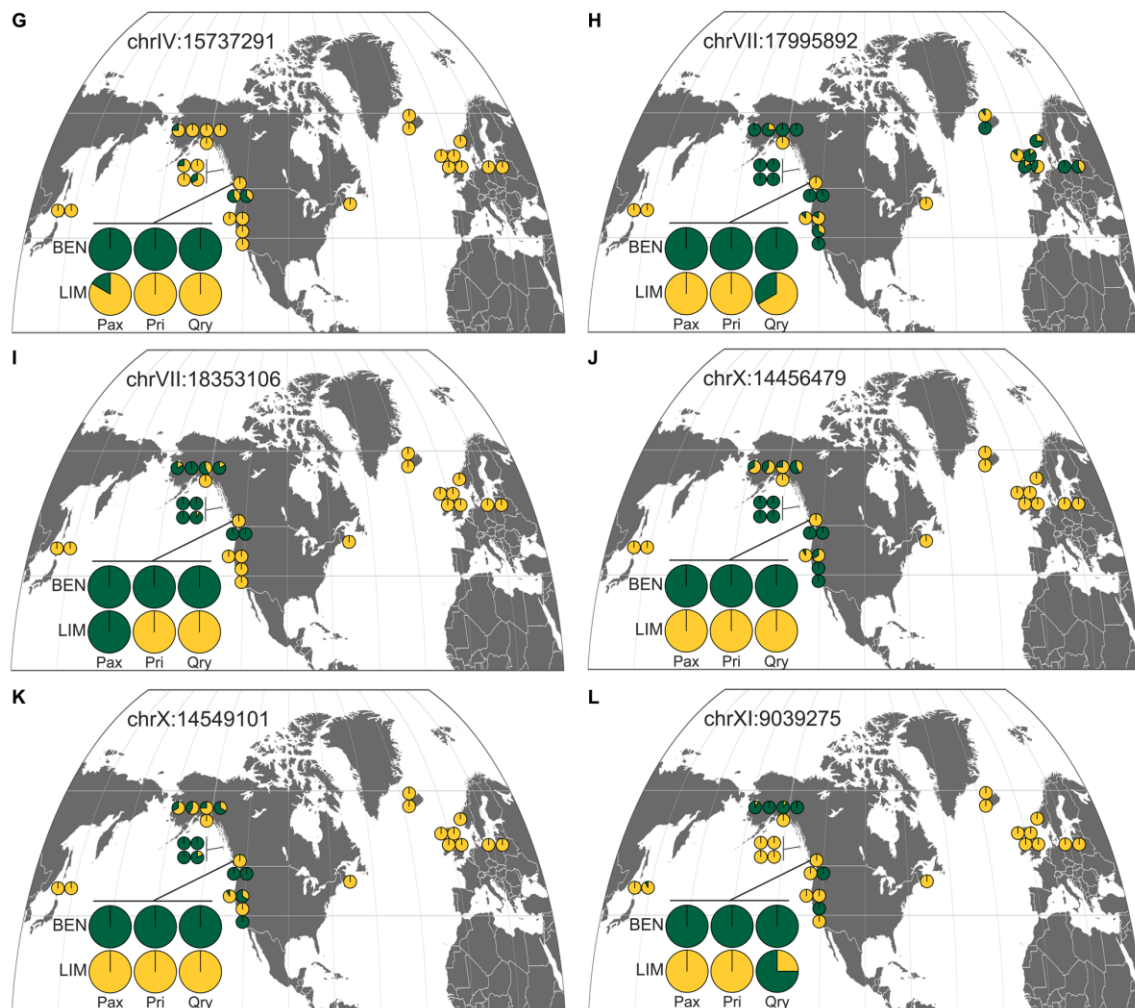 G
chrIV:15737291
BEN
LIM
Pax Pri Qry
H
chrVII:17995892
BEN
LIM
Pax Pri Qry
I
chrVII:18353106
BEN
LIM
Pax Pri Qry
J
chrX:14456479
BEN
LIM
Pax Pri Qry
K
chrX:14549101
BEN
LIM
Pax Pri Qry
L
chrXI:9039275
BEN
LIM
Pax Pri Qry